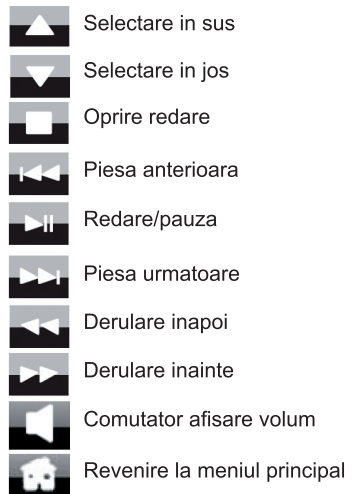 Selectare in sus
Selectare in jos
Oprire redare
Piesa anterioara
Redare/pauza
Piesa urmatoare
Derulare inapoi
Derulare inainte
Comutator afisare volum
Revenire la meniul principal